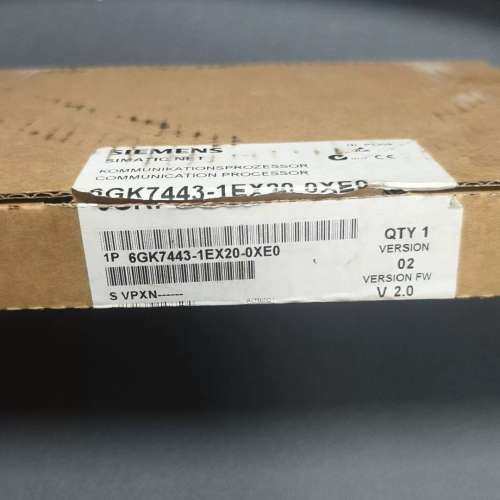 SIEMENS
SIMATIC NET
KOMMUNIKATIONSPROZESSOR
COMMUNICATION PROCESSOR
6GK7443-1EX20-0XE0
1P 6GK7443-1EX20-0XE0
S VPXN------
QTY 1
VERSION
02
VERSION FW
V 2.0